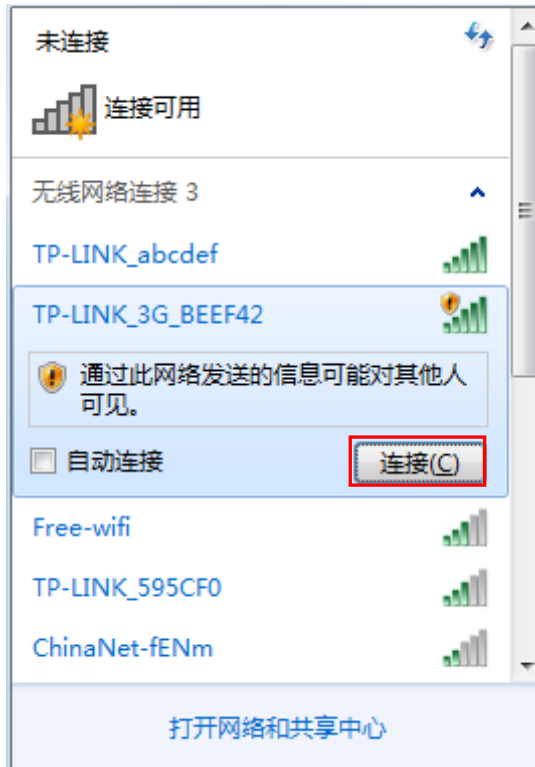 未连接
连接可用
无线网络连接 3
TP-LINK_abcdef
TP-LINK_3G_BEEF42
通过此网络发送的信息可能对其他人
可见。
自动连接
连接(C)
Free-wifi
TP-LINK_595CF0
ChinaNet-fENm
打开网络和共享中心